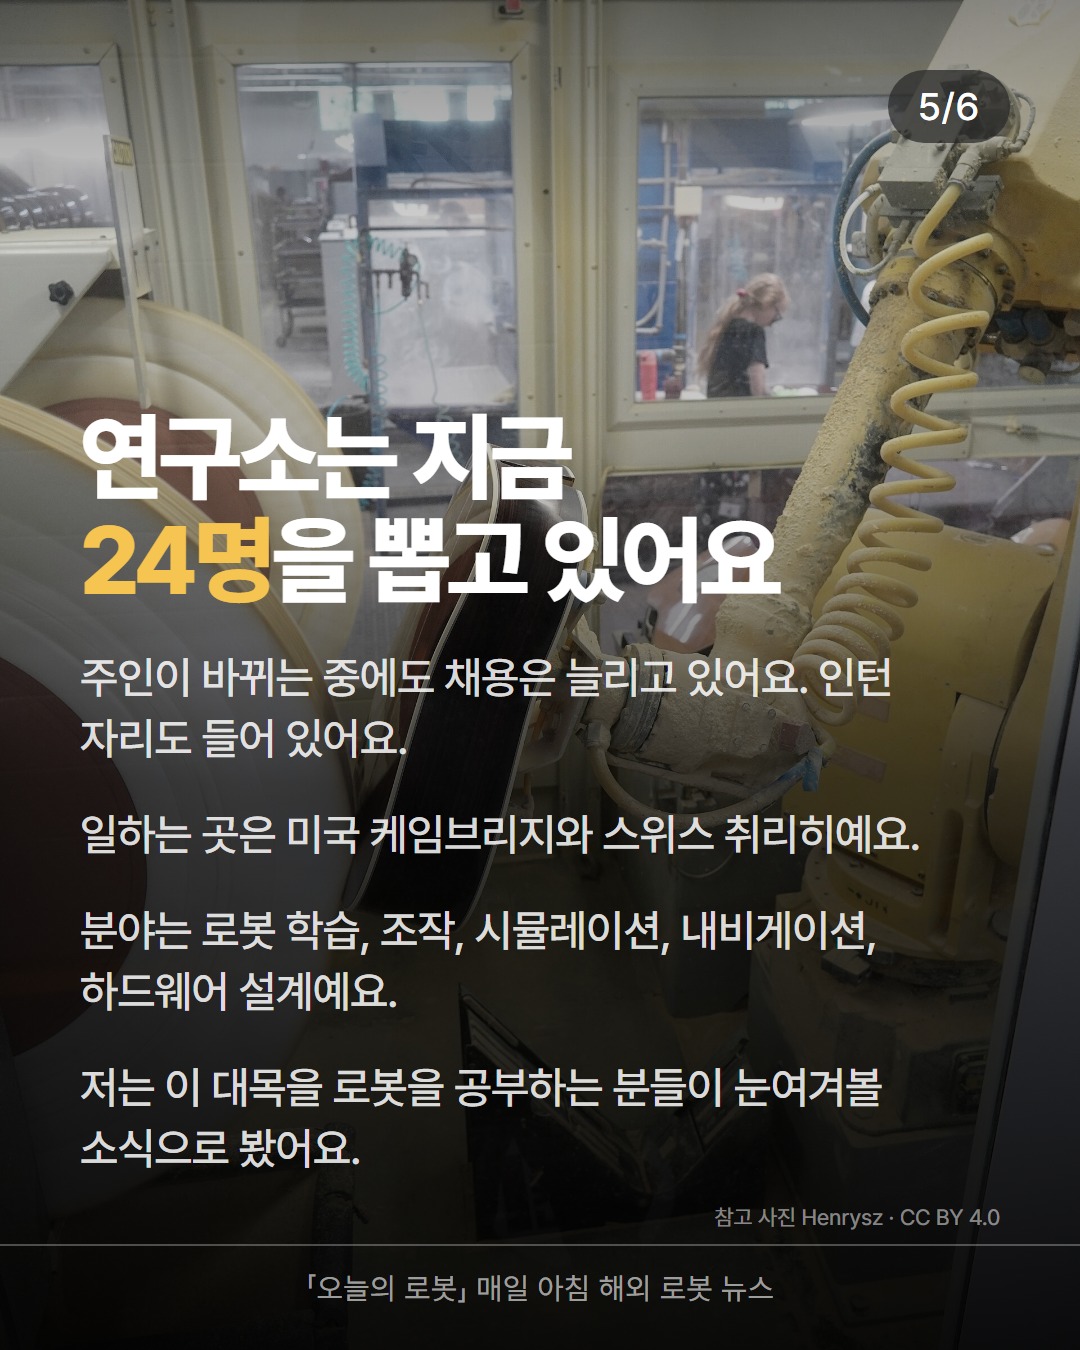 5/6
연구소는 지금
24명을 뽑고 있어요
주인이 바뀌는 중에도 채용은 늘리고 있어요. 인턴
자리도 들어 있어요.
일하는 곳은 미국 케임브리지와 스위스 취리히예요.
분야는 로봇 학습, 조작, 시뮬레이션, 내비게이션,
하드웨어 설계예요.
저는 이 대목을 로봇을 공부하는 분들이 눈여겨볼
소식으로 봤어요.
참고 사진 Henrysz · CC BY 4.0
「오늘의 로봇」 매일 아침 해외 로봇 뉴스